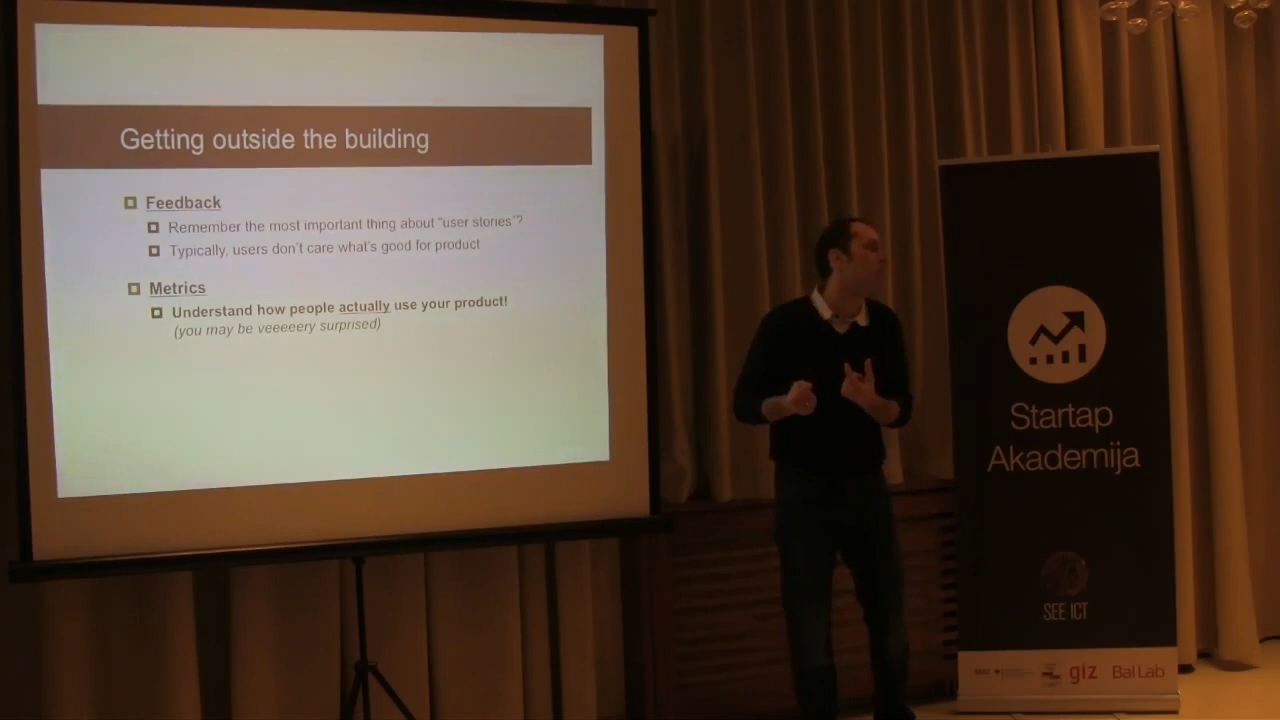 Getting outside the building
Feedback
Remember the most important thing about "user stories"?
Typically, users don't care what's good for product
Metrics
Understand how people actually use your product!
(you may be veeeeery surprised)
Startap
Akademija
SEE ICT
giz
Bal Lab